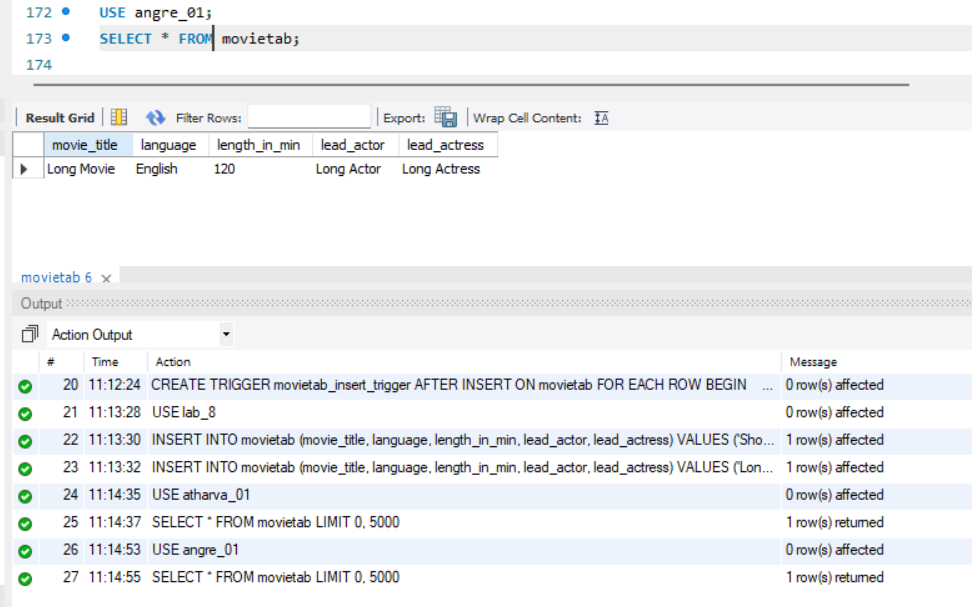 172 USE angre_01;
173 SELECT * FROM movietab;
174
Result Grid Filter Rows: Export: Wrap Cell Content: IA
movie_title language length_in_min lead_actor lead_actress
Long Movie English 120 Long Actor Long Actress
movietab 6 ×
Output
Action Output
# Time Action Message
20 11:12:24 CREATE TRIGGER movietab_insert_trigger AFTER INSERT ON movietab FOR EACH ROW BEGIN ... 0 row(s) affected
21 11:13:28 USE lab_8 0 row(s) affected
22 11:13:30 INSERT INTO movietab (movie_title, language, length_in_min, lead_actor, lead_actress) VALUES ('Sho... 1 row(s) affected
23 11:13:32 INSERT INTO movietab (movie_title, language, length_in_min, lead_actor, lead_actress) VALUES ('Lon... 1 row(s) affected
24 11:14:35 USE atharva_01 0 row(s) affected
25 11:14:37 SELECT * FROM movietab LIMIT 0, 5000 1 row(s) returned
26 11:14:53 USE angre_01 0 row(s) affected
27 11:14:55 SELECT * FROM movietab LIMIT 0, 5000 1 row(s) returned